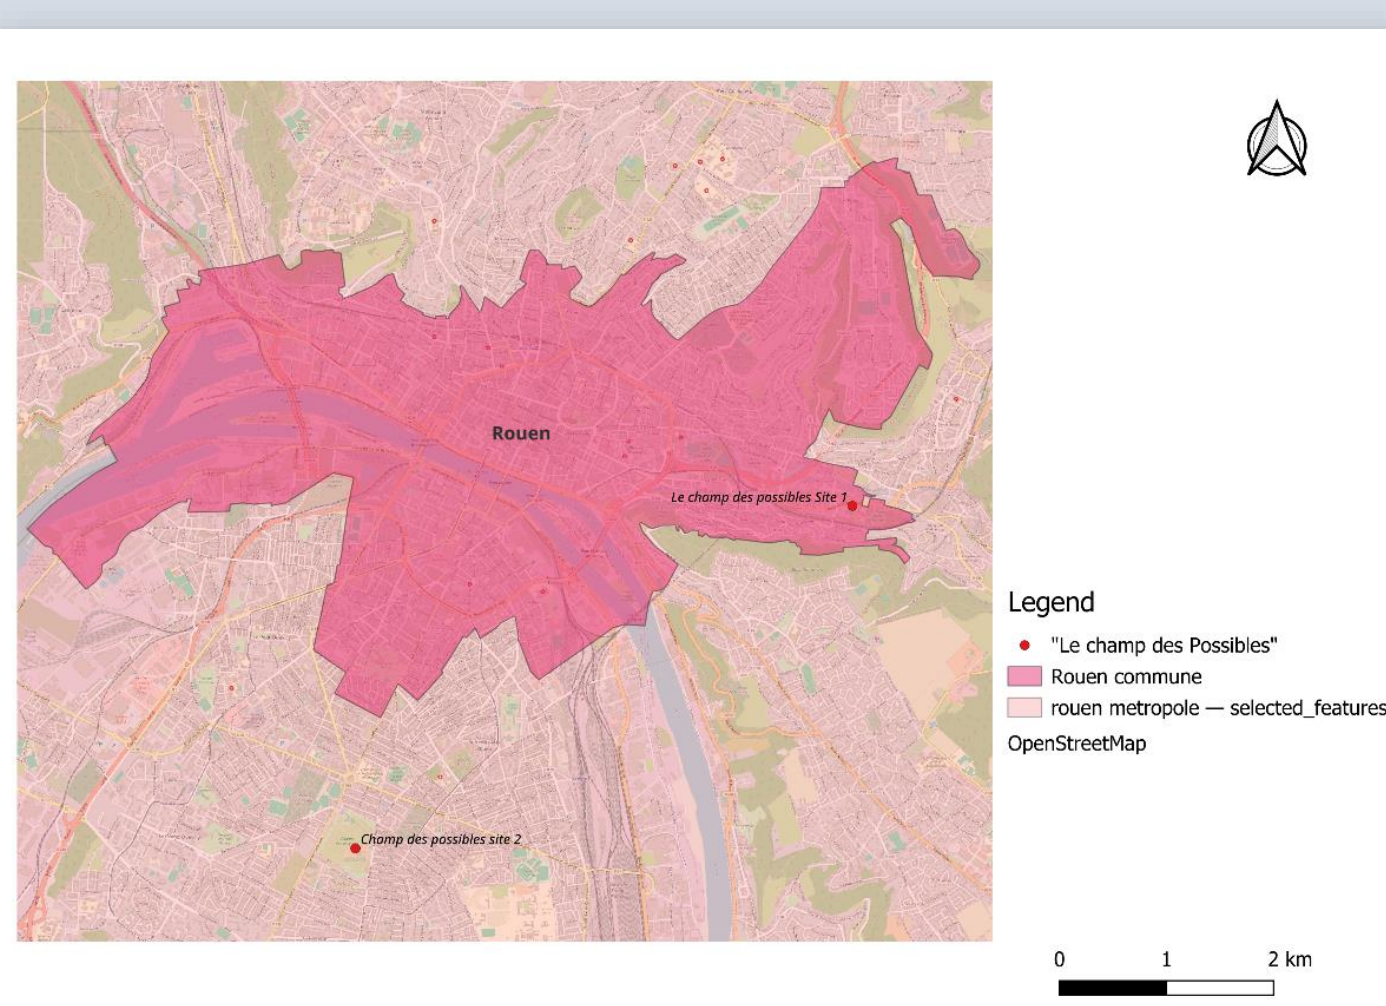 Rouen
Le champ des possibles Site 1
Champ des possibles site 2
Legend
"Le champ des Possibles"
Rouen commune
rouen metropole — selected_features
OpenStreetMap
0 1 2 km